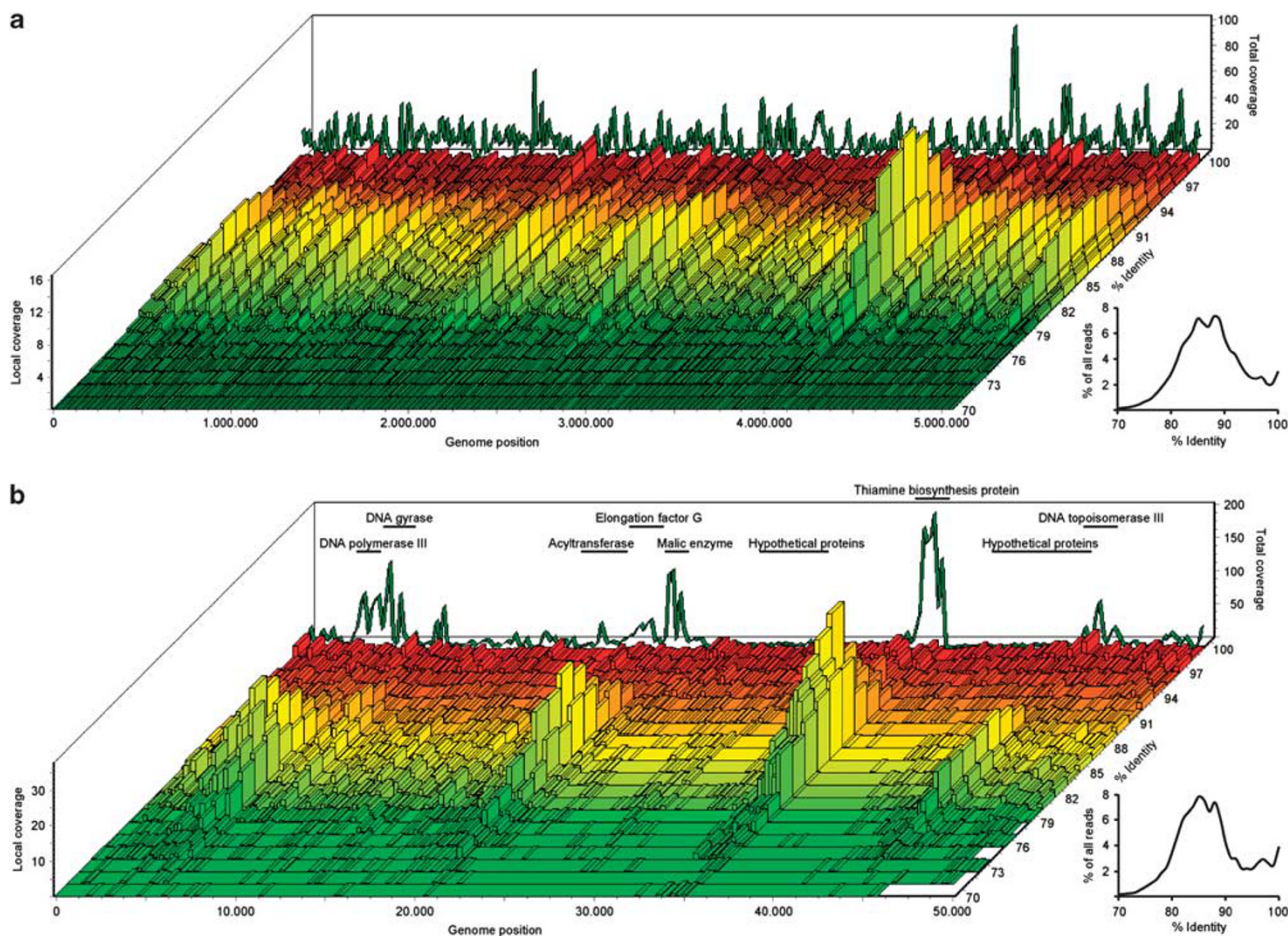 a
100
80
60
40
20
Total coverage
100
97
94
91
88
85
82
79
76
73
70
% Identity
16
12
8
4
Local coverage
0 1.000.000 2.000.000 3.000.000 4.000.000 5.000.000
Genome position
8
6
4
2
% of all reads
70 80 90 100
% Identity
b
Thiamine biosynthesis protein
DNA gyrase Elongation factor G DNA topoisomerase III
DNA polymerase III Acyltransferase Malic enzyme Hypothetical proteins Hypothetical proteins
200
150
100
50
Total coverage
100
97
94
91
88
85
82
79
76
73
70
% Identity
30
20
10
Local coverage
0 10.000 20.000 30.000 40.000 50.000
Genome position
8
6
4
2
% of all reads
70 80 90 100
% Identity